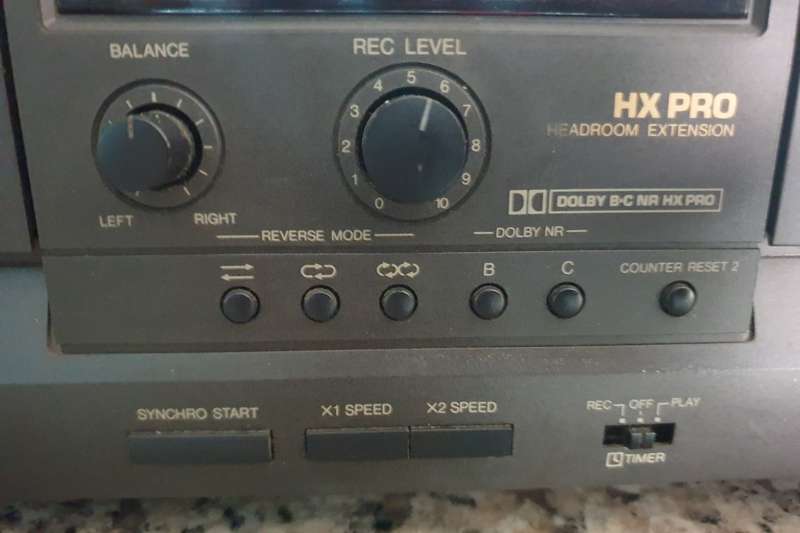 BALANCE
REC LEVEL
0 1 2 3 4 5 6 7 8 9 10
HX PRO
HEADROOM EXTENSION
LEFT
RIGHT
DOLBY B·C NR HX PRO
REVERSE MODE
DOLBY NR
B
C
COUNTER RESET 2
SYNCHRO START
X1 SPEED
X2 SPEED
REC
OFF
PLAY
TIMER